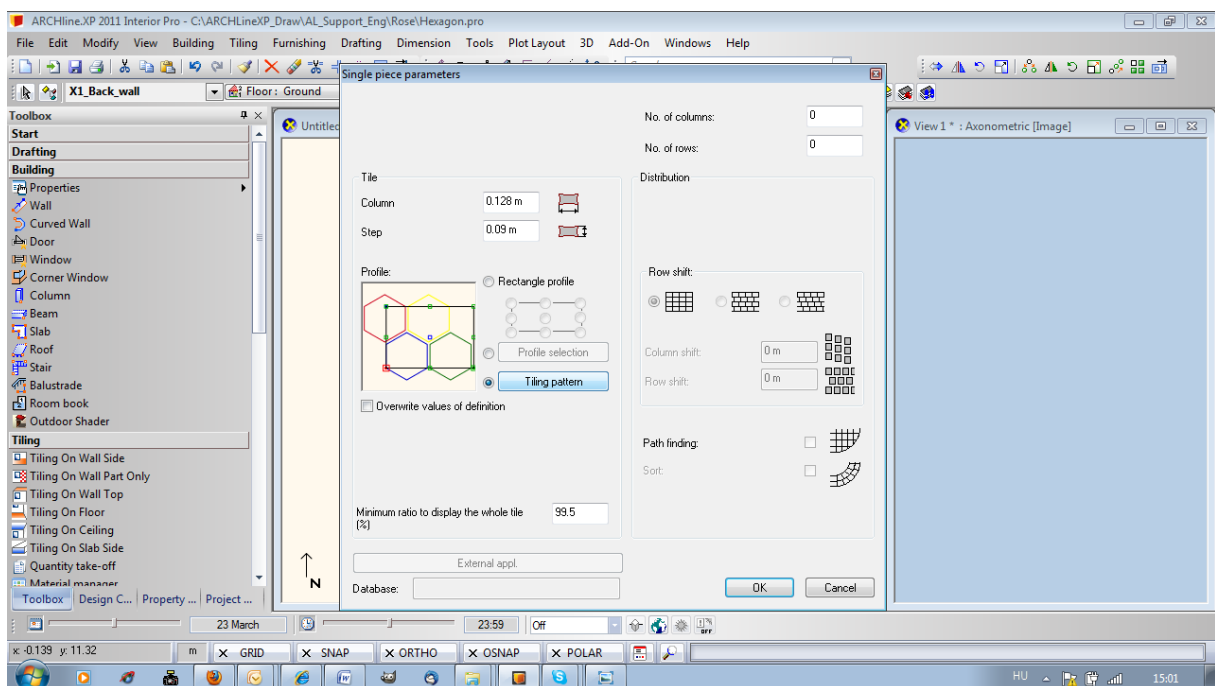 ARCHline.XP 2011 Interior Pro - C:\ARCHLineXP_Draw\AL_Support_Eng\Rose\Hexagon.pro
File Edit Modify View Building Tiling Furnishing Drafting Dimension Tools Plot Layout 3D Add-On Windows Help
X1_Back_wall
Floor : Ground
Toolbox
Start
Drafting
Building
Properties
Wall
Curved Wall
Door
Window
Corner Window
Column
Beam
Slab
Roof
Stair
Balustrade
Room book
Outdoor Shader
Tiling
Tiling On Wall Side
Tiling On Wall Part Only
Tiling On Wall Top
Tiling On Floor
Tiling On Ceiling
Tiling On Slab Side
Quantity take-off
Material manager
Toolbox Design C... Property ... Project ...
Untitled
N
Single piece parameters
No. of columns: 0
No. of rows: 0
Tile
Column 0.128 m
Step 0.09 m
Profile:
Rectangle profile
Profile selection
Tiling pattern
Overwrite values of definition
Minimum ratio to display the whole tile (%) 99.5
Distribution
Row shift:
Column shift: 0 m
Row shift: 0 m
Path finding:
Sort:
External appl.
Database:
OK Cancel
View 1 * : Axonometric [Image]
23 March 23:59 Off
OFF
x: -0.139 y: 11.32 m GRID SNAP ORTHO OSNAP POLAR
HU 15:01